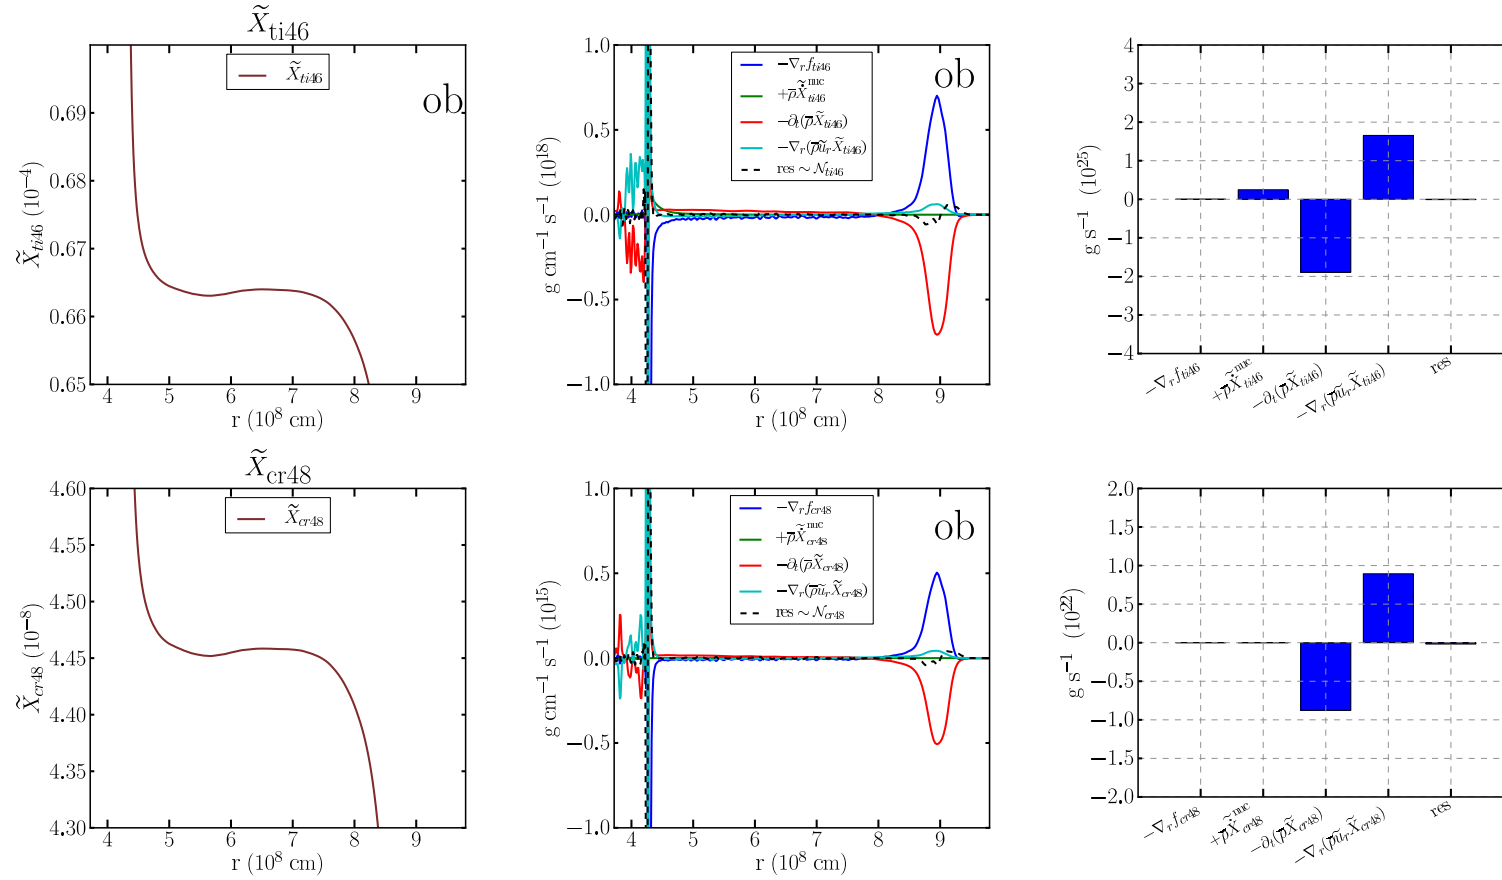 X̃ti46
X̃ti46
ob
0.69
0.68
0.67
0.66
0.65
X̃ti46 (10−4)
4 5 6 7 8 9
r (108 cm)
−∇r fti46
+ρ̅X̃̇nucti46
−∂t(ρ̅X̃ti46)
−∇r(ρ̅ũrX̃ti46)
res ∼ Nti46
ob
1.0
0.5
0.0
−0.5
−1.0
g cm−1 s−1 (1018)
4 5 6 7 8 9
r (108 cm)
4
3
2
1
0
−1
−2
−3
−4
g s−1 (1025)
−∇r fti46
+ρ̅X̃̇nucti46
−∂t(ρ̅X̃ti46)
−∇r(ρ̅ũrX̃ti46)
res
X̃cr48
X̃cr48
4.60
4.55
4.50
4.45
4.40
4.35
4.30
X̃cr48 (10−8)
4 5 6 7 8 9
r (108 cm)
−∇r fcr48
+ρ̅X̃̇nuccr48
−∂t(ρ̅X̃cr48)
−∇r(ρ̅ũrX̃cr48)
res ∼ Ncr48
ob
1.0
0.5
0.0
−0.5
−1.0
g cm−1 s−1 (1015)
4 5 6 7 8 9
r (108 cm)
2.0
1.5
1.0
0.5
0.0
−0.5
−1.0
−1.5
−2.0
g s−1 (1022)
−∇r fcr48
+ρ̅X̃̇nuccr48
−∂t(ρ̅X̃cr48)
−∇r(ρ̅ũrX̃cr48)
res